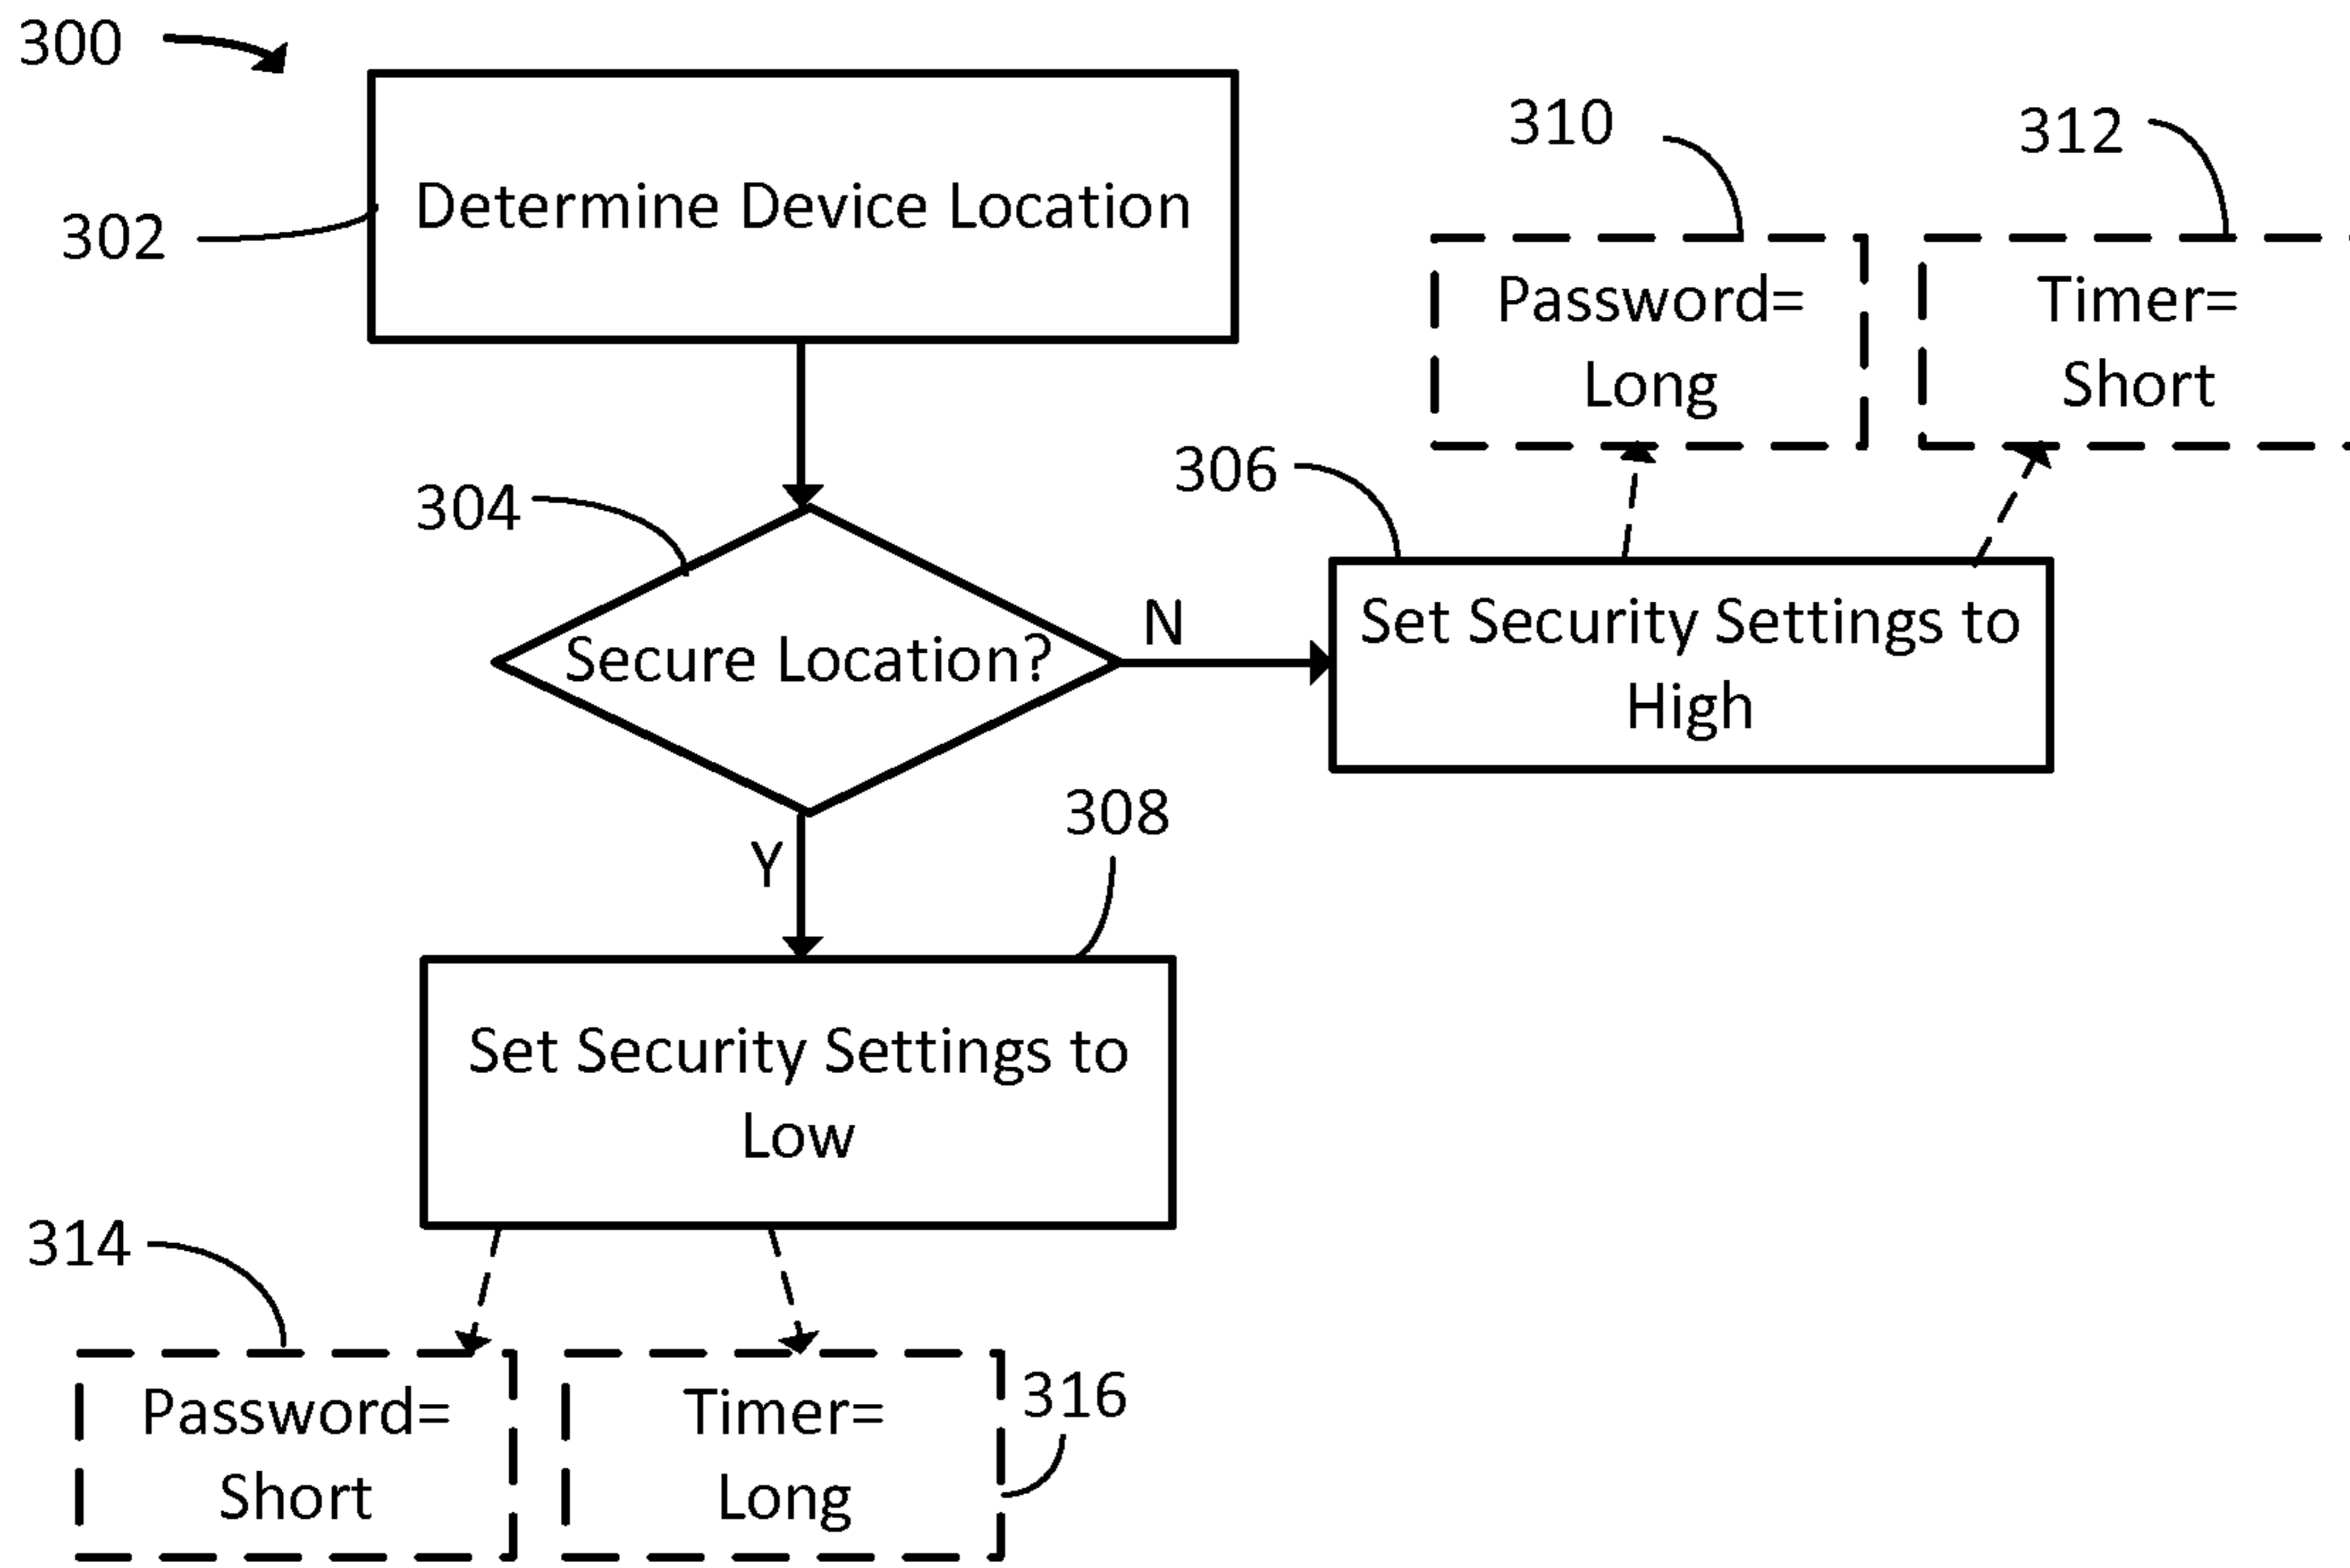 300
302
Determine Device Location
310
312
Password=
Long
Timer=
Short
304
306
Secure Location?
N
Set Security Settings to
High
Y
308
Set Security Settings to
Low
314
316
Password=
Short
Timer=
Long